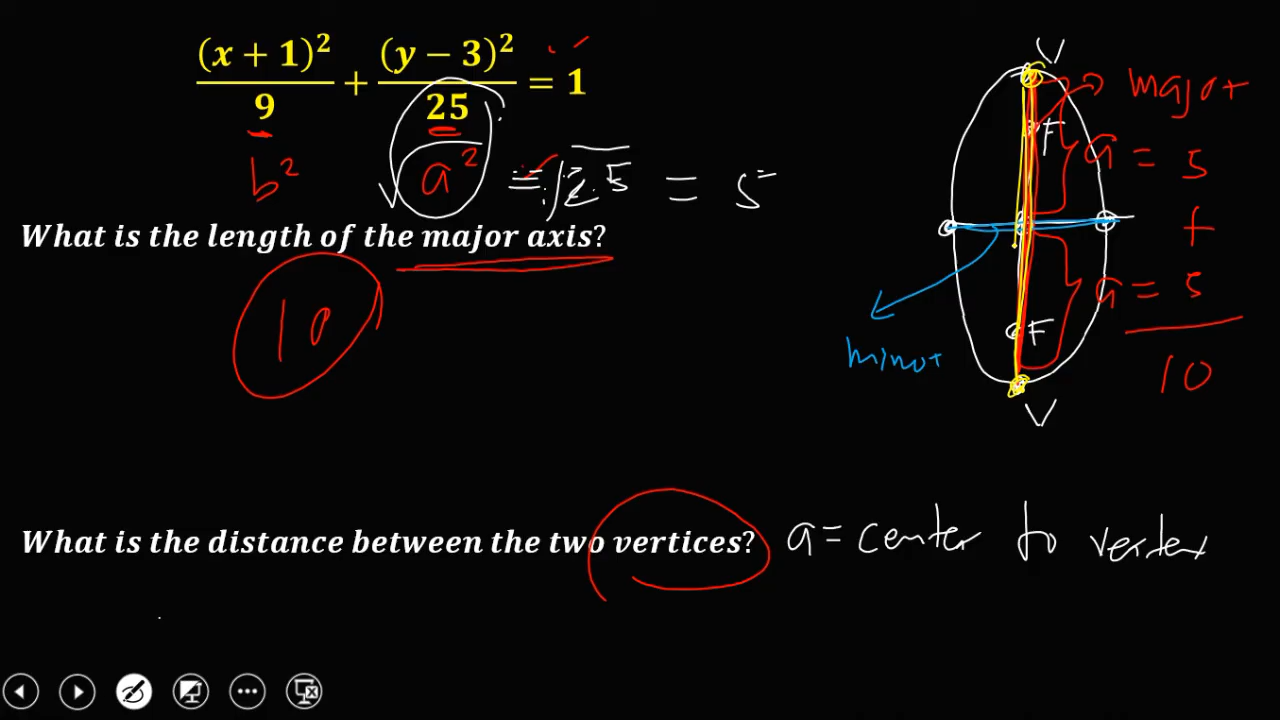 (x + 1)² / 9 + (y − 3)² / 25 = 1
b² √a² = √25 = 5
What is the length of the major axis?
10
V
major
F
a = 5
+
a = 5
10
minor
F
V
What is the distance between the two vertices? a = center to vertex